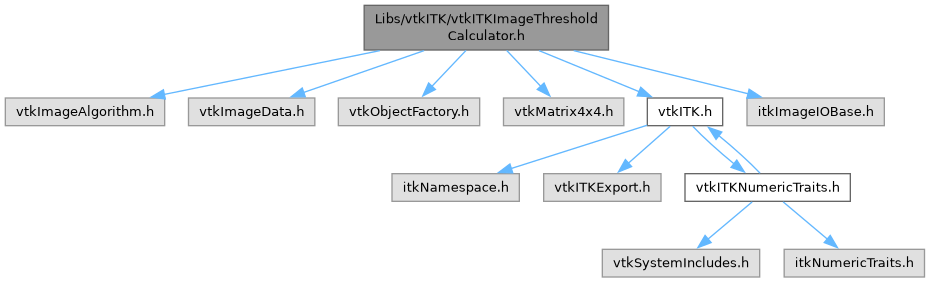 Libs/vtkITK/vtkITKImageThreshold
Calculator.h
vtkImageAlgorithm.h
vtkImageData.h
vtkObjectFactory.h
vtkMatrix4x4.h
vtkITK.h
itkImageIOBase.h
itkNamespace.h
vtkITKExport.h
vtkITKNumericTraits.h
vtkSystemIncludes.h
itkNumericTraits.h